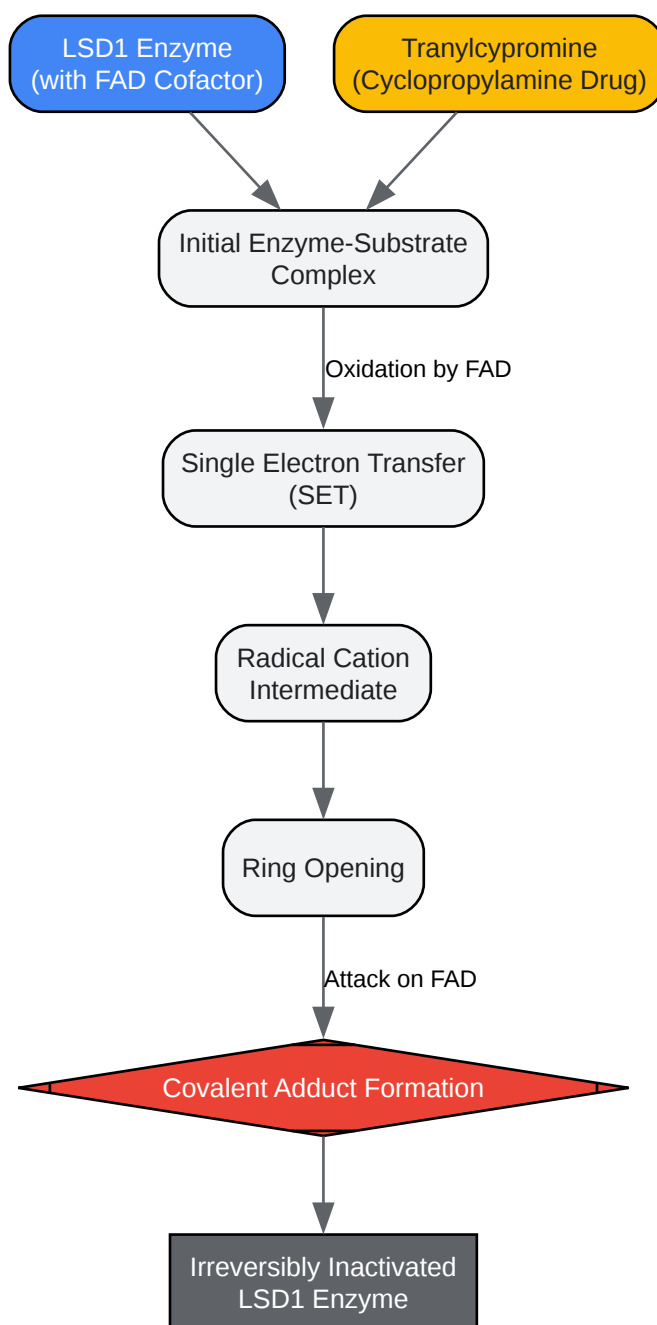 LSD1 Enzyme
(with FAD Cofactor)
Tranylcypromine
(Cyclopropylamine Drug)
Initial Enzyme-Substrate
Complex
Oxidation by FAD
Single Electron Transfer
(SET)
Radical Cation
Intermediate
Ring Opening
Attack on FAD
Covalent Adduct Formation
Irreversibly Inactivated
LSD1 Enzyme